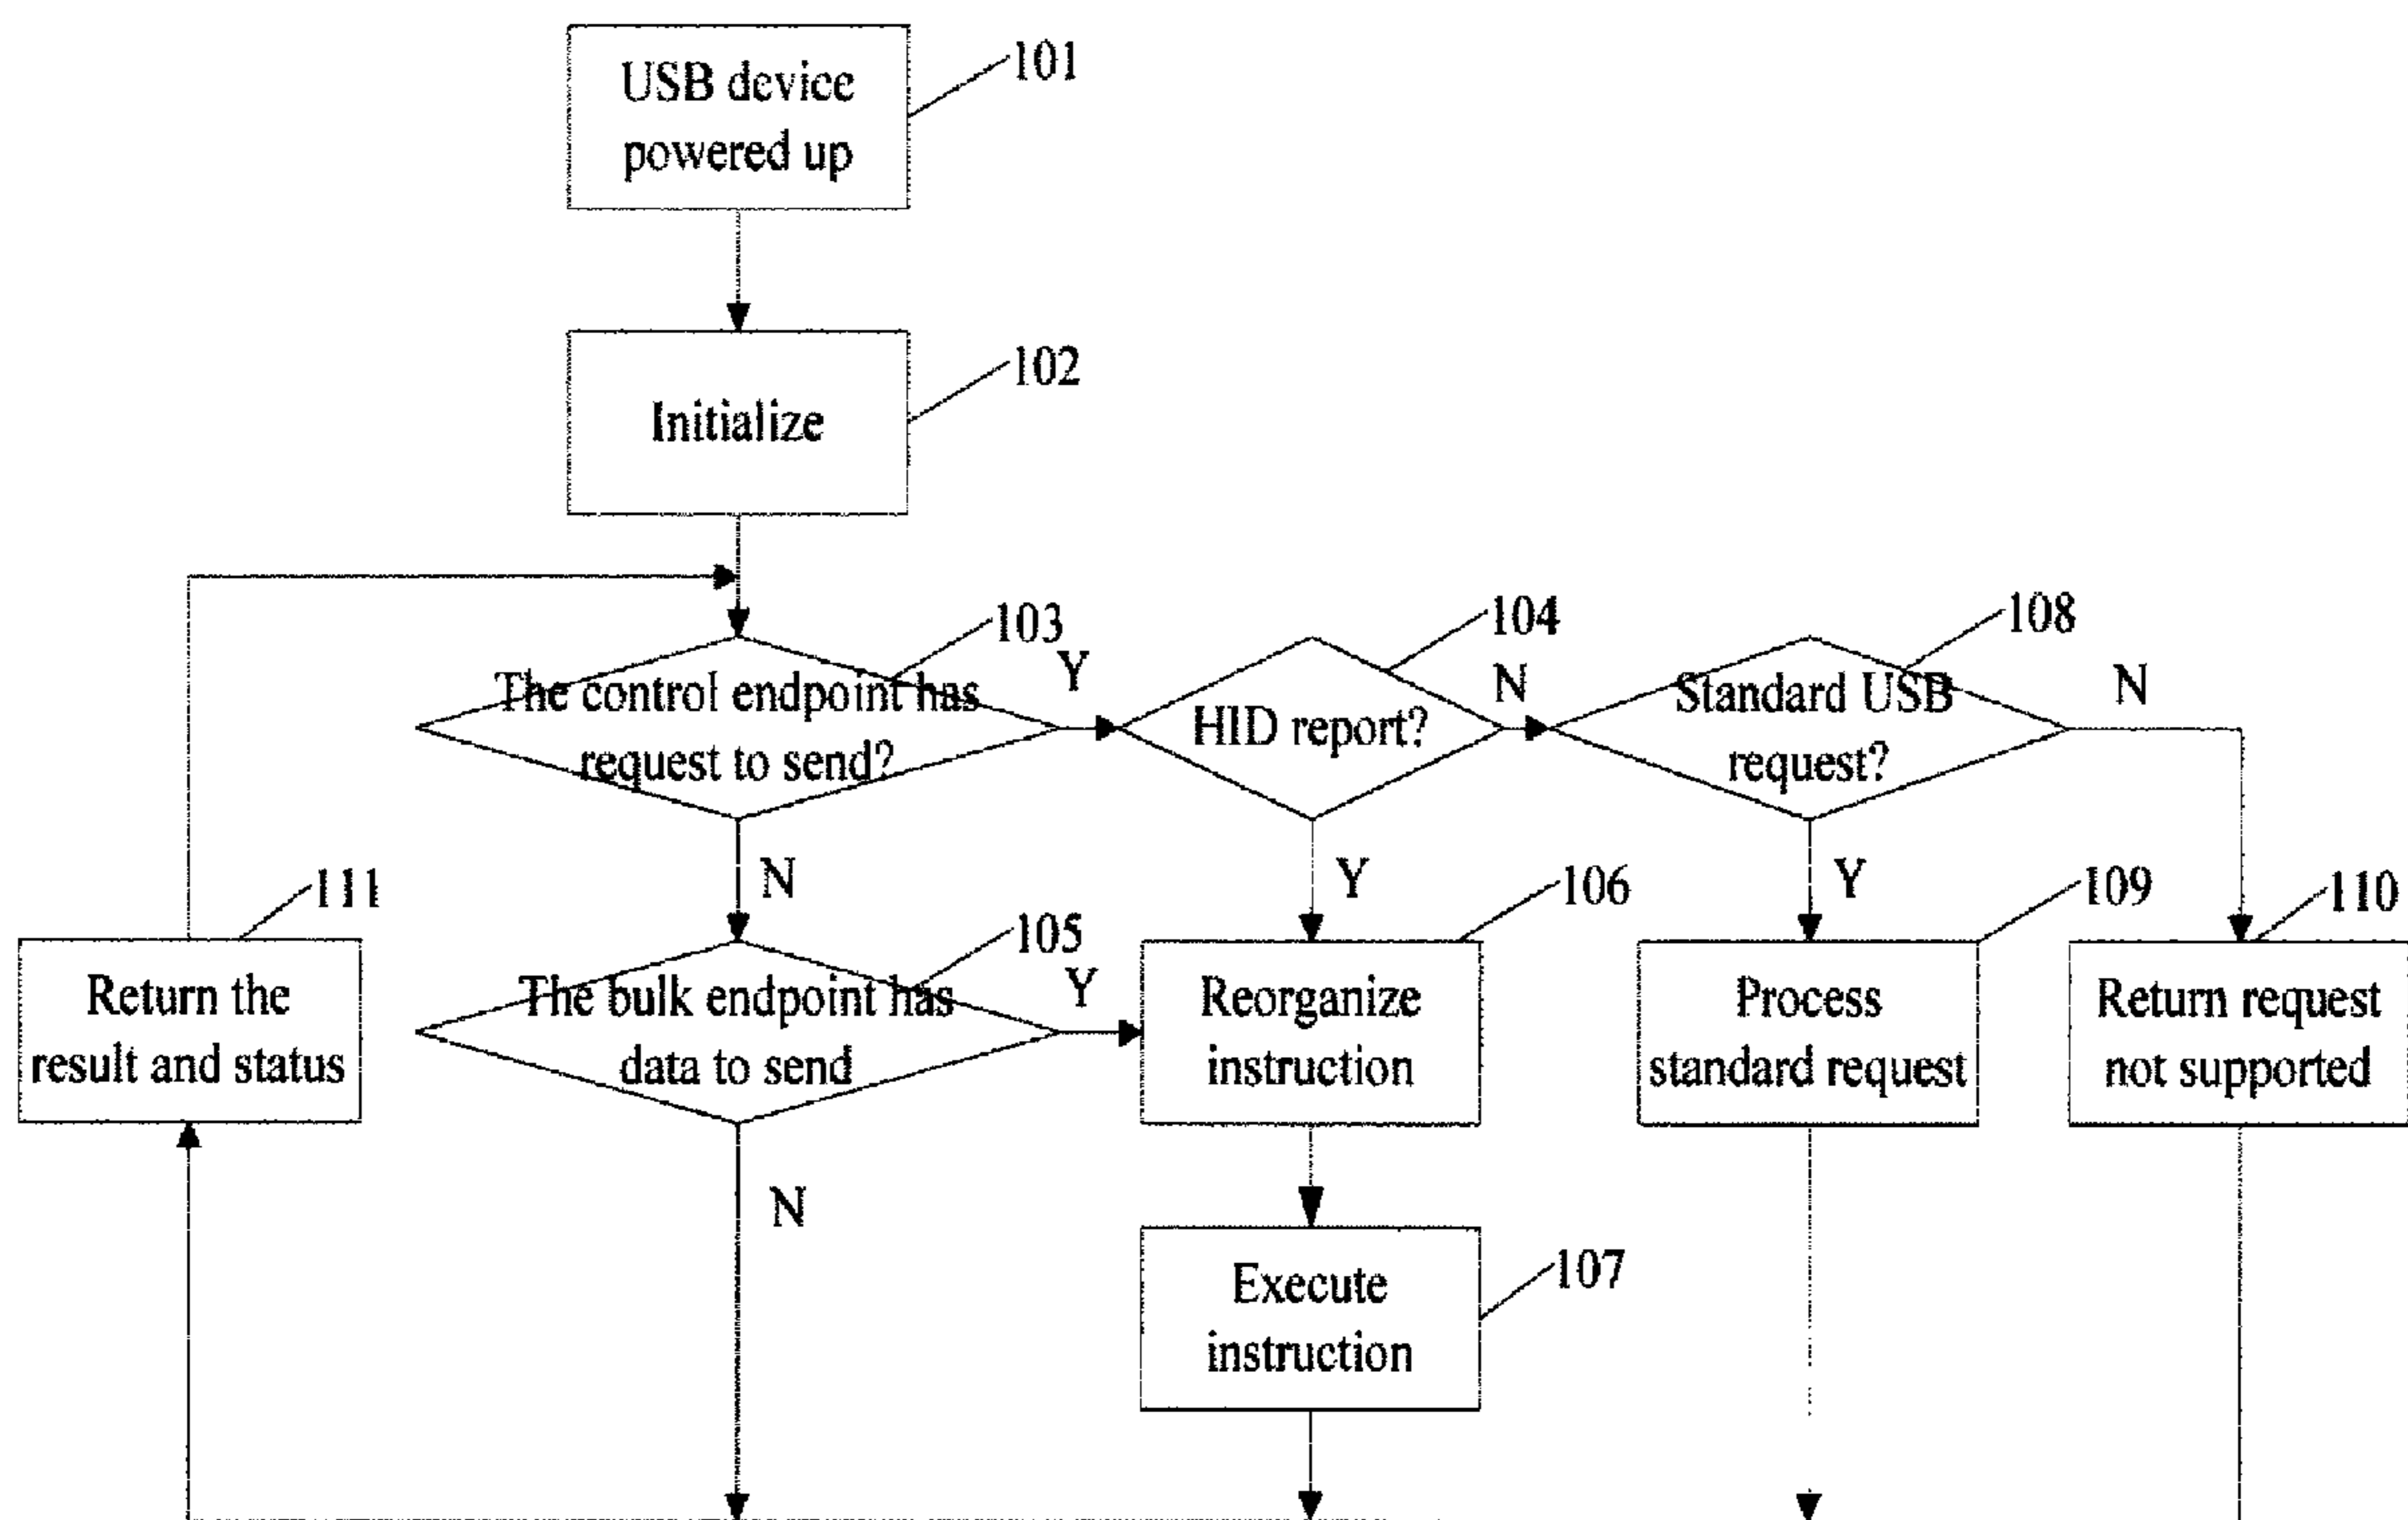 USB device
powered up
101
Initialize
102
The control endpoint has
request to send?
103
Y
N
HID report?
104
N
Y
Standard USB
request?
108
N
Y
Return the
result and status
111
The bulk endpoint has
data to send
105
Y
N
Reorganize
instruction
106
Process
standard request
109
Return request
not supported
110
Execute
instruction
107